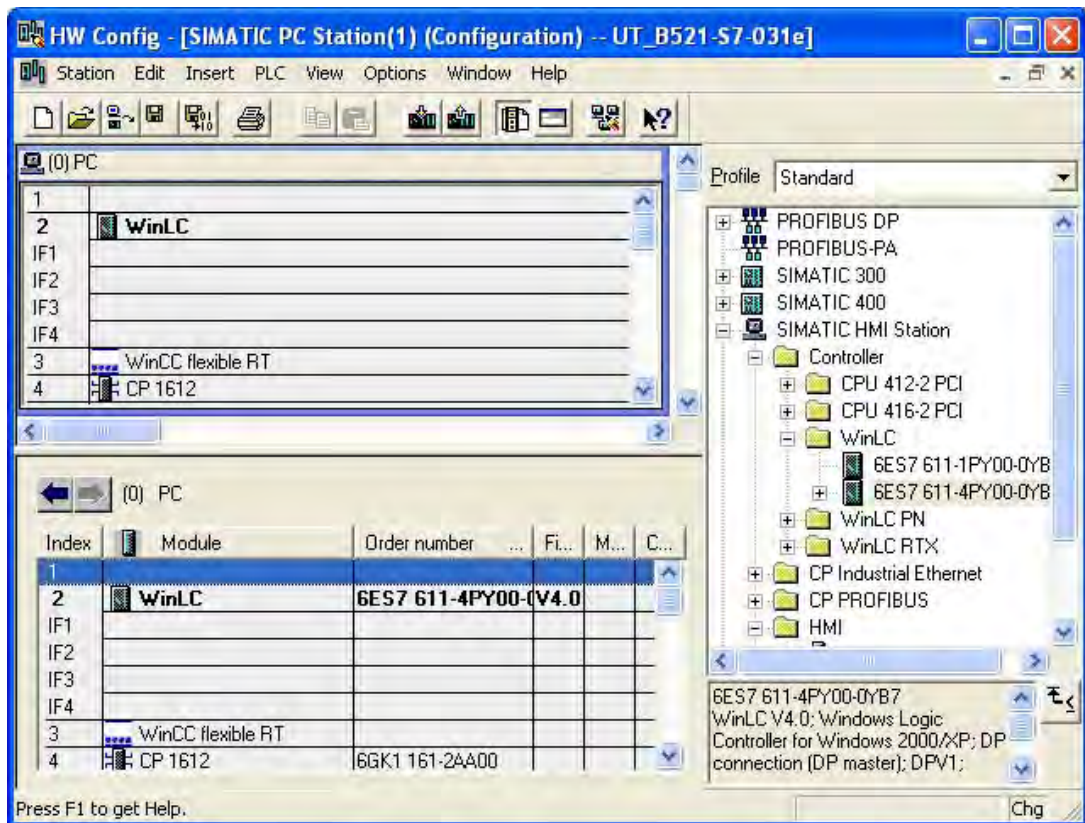 HW Config - [SIMATIC PC Station(1) (Configuration) -- UT_B521-S7-031e]
Station Edit Insert PLC View Options Window Help
(0) PC
1
2 WinLC
IF1
IF2
IF3
IF4
3 WinCC flexible RT
4 CP 1612
(0) PC
Index Module Order number ... Fi... M... C...
1
2 WinLC 6ES7 611-4PY00-( V4.0
IF1
IF2
IF3
IF4
3 WinCC flexible RT
4 CP 1612 6GK1 161-2AA00
Profile Standard
PROFIBUS DP
PROFIBUS-PA
SIMATIC 300
SIMATIC 400
SIMATIC HMI Station
Controller
CPU 412-2 PCI
CPU 416-2 PCI
WinLC
6ES7 611-1PY00-0YB
6ES7 611-4PY00-0YB
WinLC PN
WinLC RTX
CP Industrial Ethernet
CP PROFIBUS
HMI
6ES7 611-4PY00-0YB7
WinLC V4.0; Windows Logic
Controller for Windows 2000/XP; DP
connection (DP master); DPV1;
Press F1 to get Help.
Chg